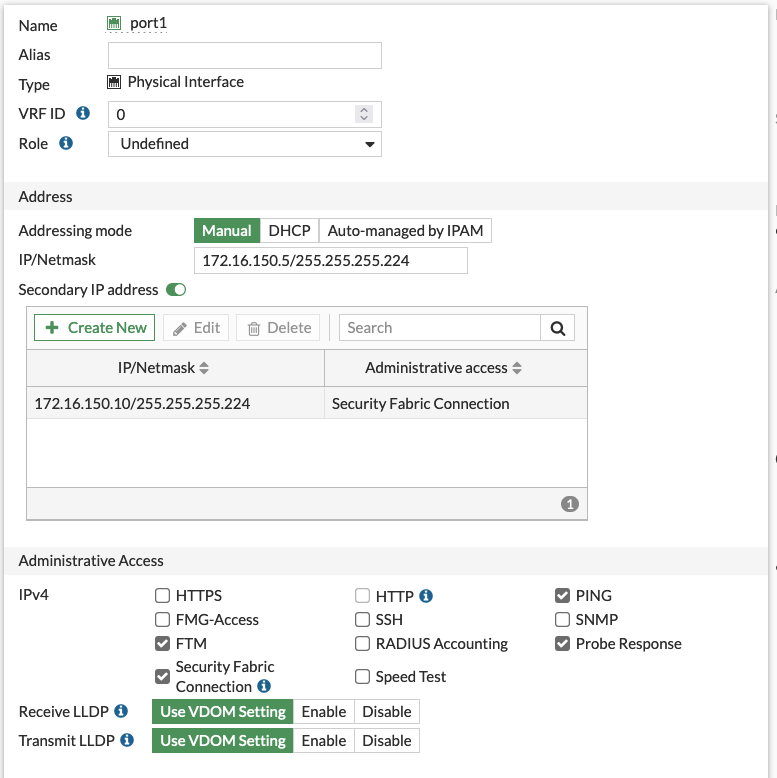 Name port1
Alias
Type Physical Interface
VRF ID 0
Role Undefined
Address
Addressing mode Manual DHCP Auto-managed by IPAM
IP/Netmask 172.16.150.5/255.255.255.224
Secondary IP address
Create New Edit Delete Search
IP/Netmask Administrative access
172.16.150.10/255.255.255.224 Security Fabric Connection
1
Administrative Access
IPv4 HTTPS HTTP PING
FMG-Access SSH SNMP
FTM RADIUS Accounting Probe Response
Security Fabric
Connection Speed Test
Receive LLDP Use VDOM Setting Enable Disable
Transmit LLDP Use VDOM Setting Enable Disable